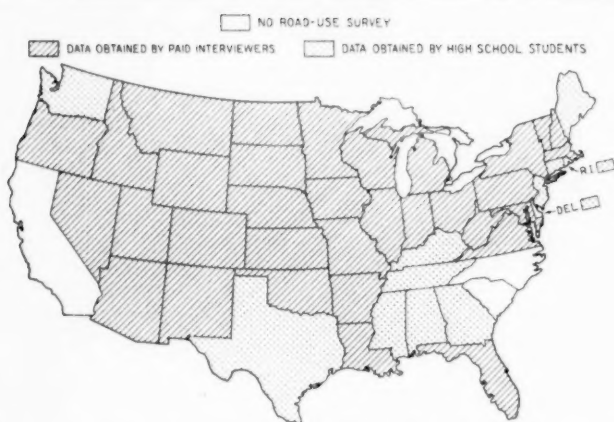 NO ROAD-USE SURVEY
DATA OBTAINED BY PAID INTERVIEWERS DATA OBTAINED BY HIGH SCHOOL STUDENTS
R.I.
DEL.